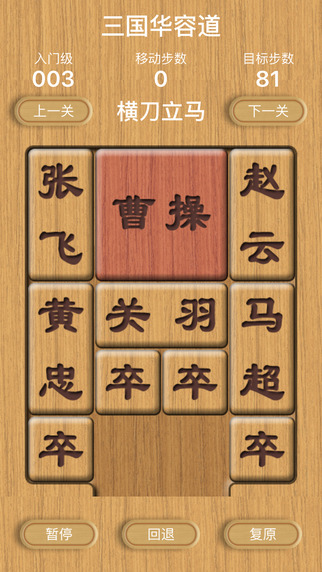 三国华容道
入门级 移动步数 目标步数
003 0 81
上一关 横刀立马 下一关
张飞 曹操 赵云
黄忠 关羽 马超
卒 卒
卒 卒
暂停 回退 复原